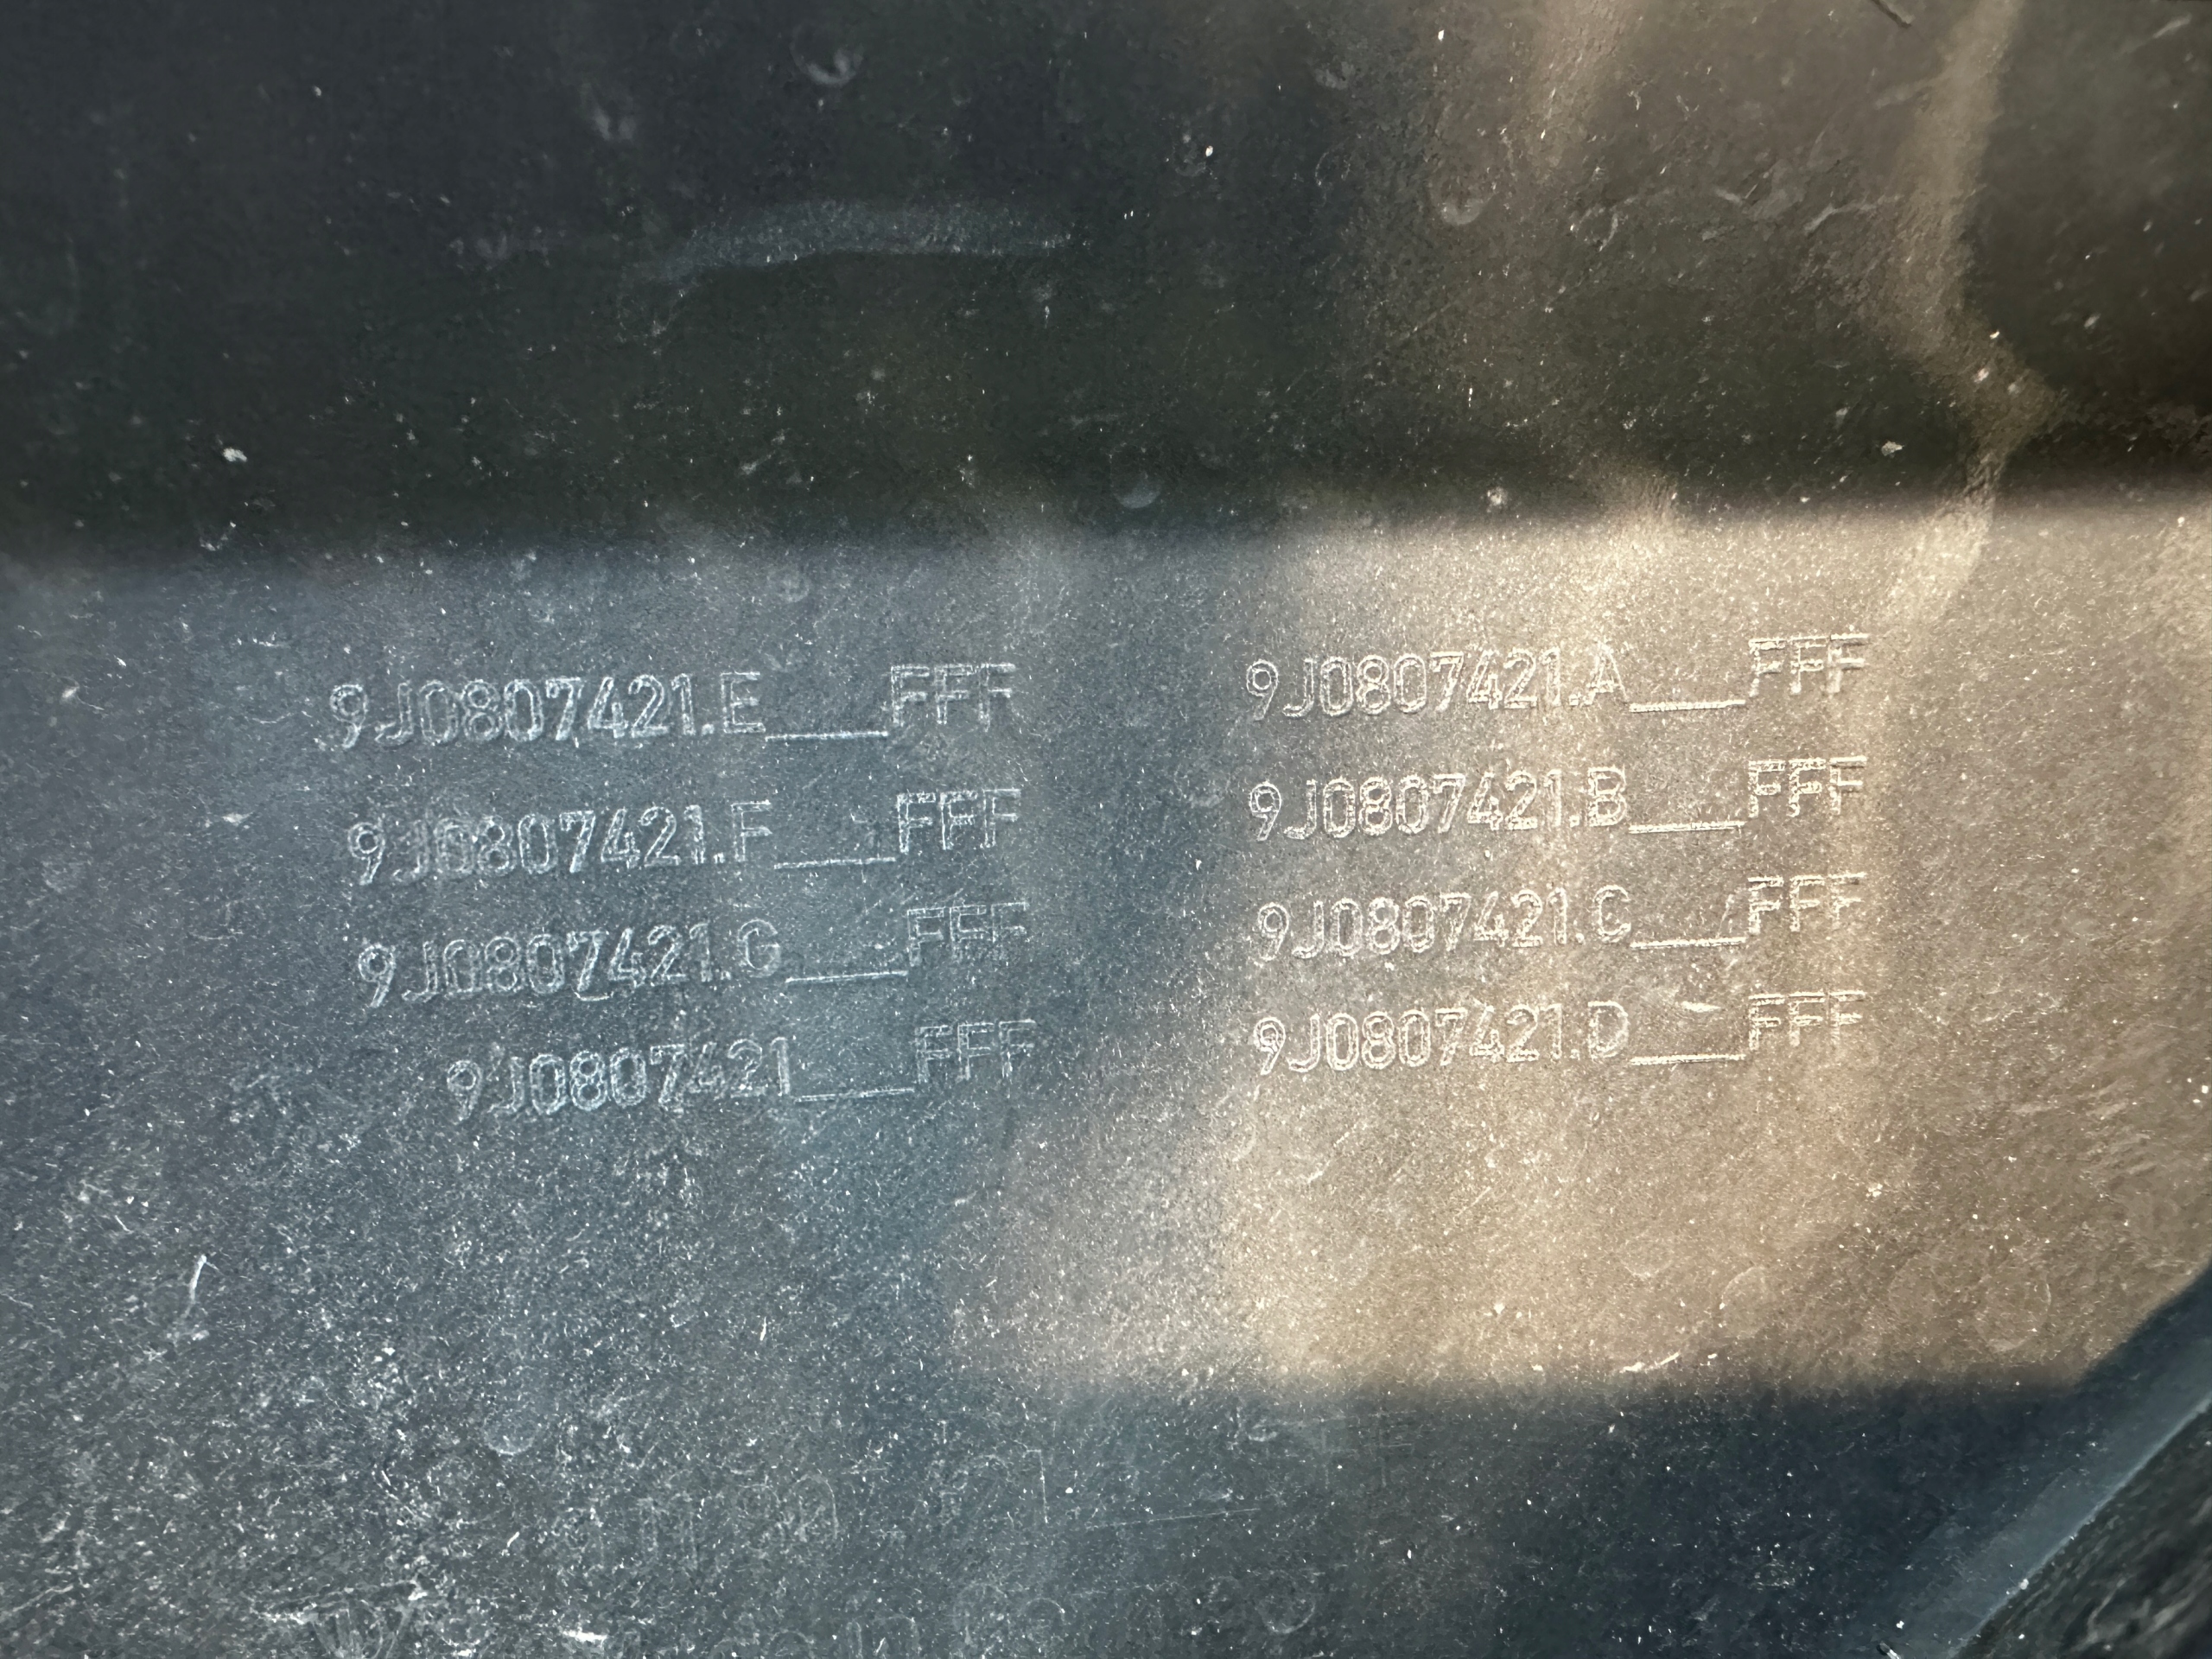 9J0807421.E___FFF
9J0807421.F___FFF
9J0807421.G___FFF
9J0807421___FFF
9J0807421.A___FFF
9J0807421.B___FFF
9J0807421.C___FFF
9J0807421.D___FFF